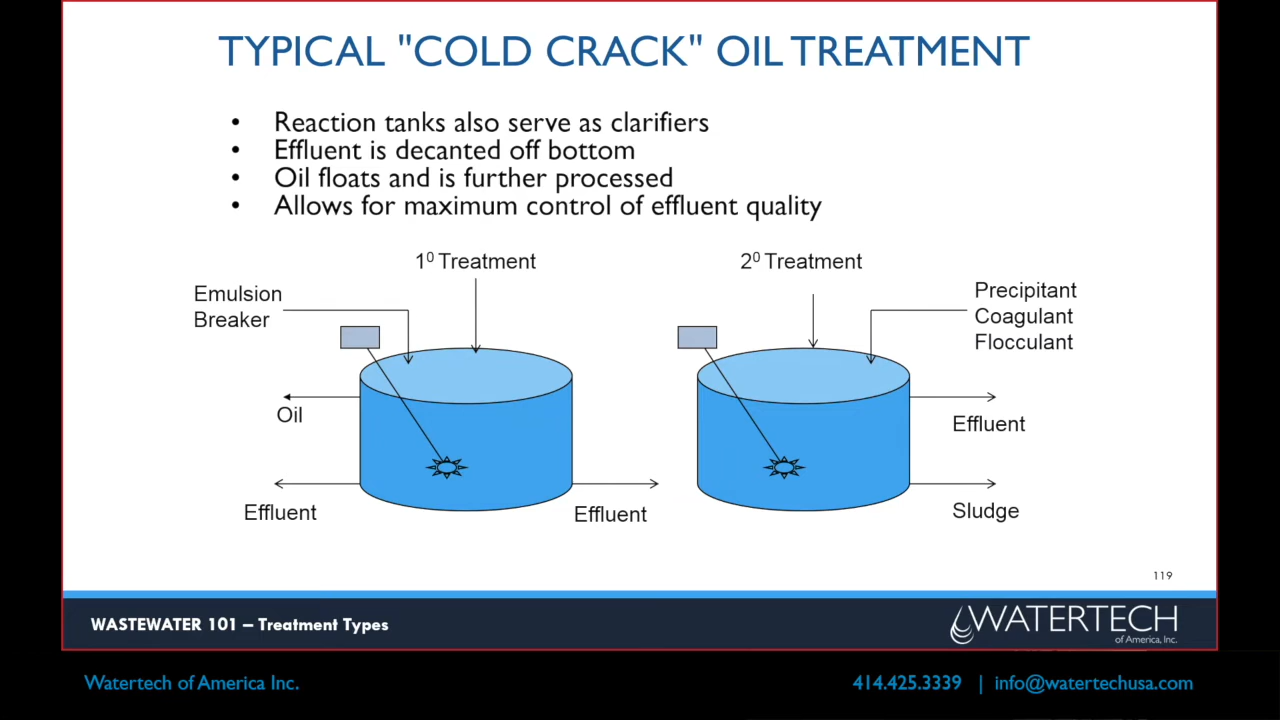 TYPICAL "COLD CRACK" OIL TREATMENT
• Reaction tanks also serve as clarifiers
• Effluent is decanted off bottom
• Oil floats and is further processed
• Allows for maximum control of effluent quality
1⁰ Treatment
2⁰ Treatment
Emulsion
Breaker
Precipitant
Coagulant
Flocculant
Oil
Effluent
Effluent
Effluent
Effluent
Sludge
119
WASTEWATER 101 – Treatment Types
WATERTECH
of America, Inc.
Watertech of America Inc.
414.425.3339 | info@watertechusa.com